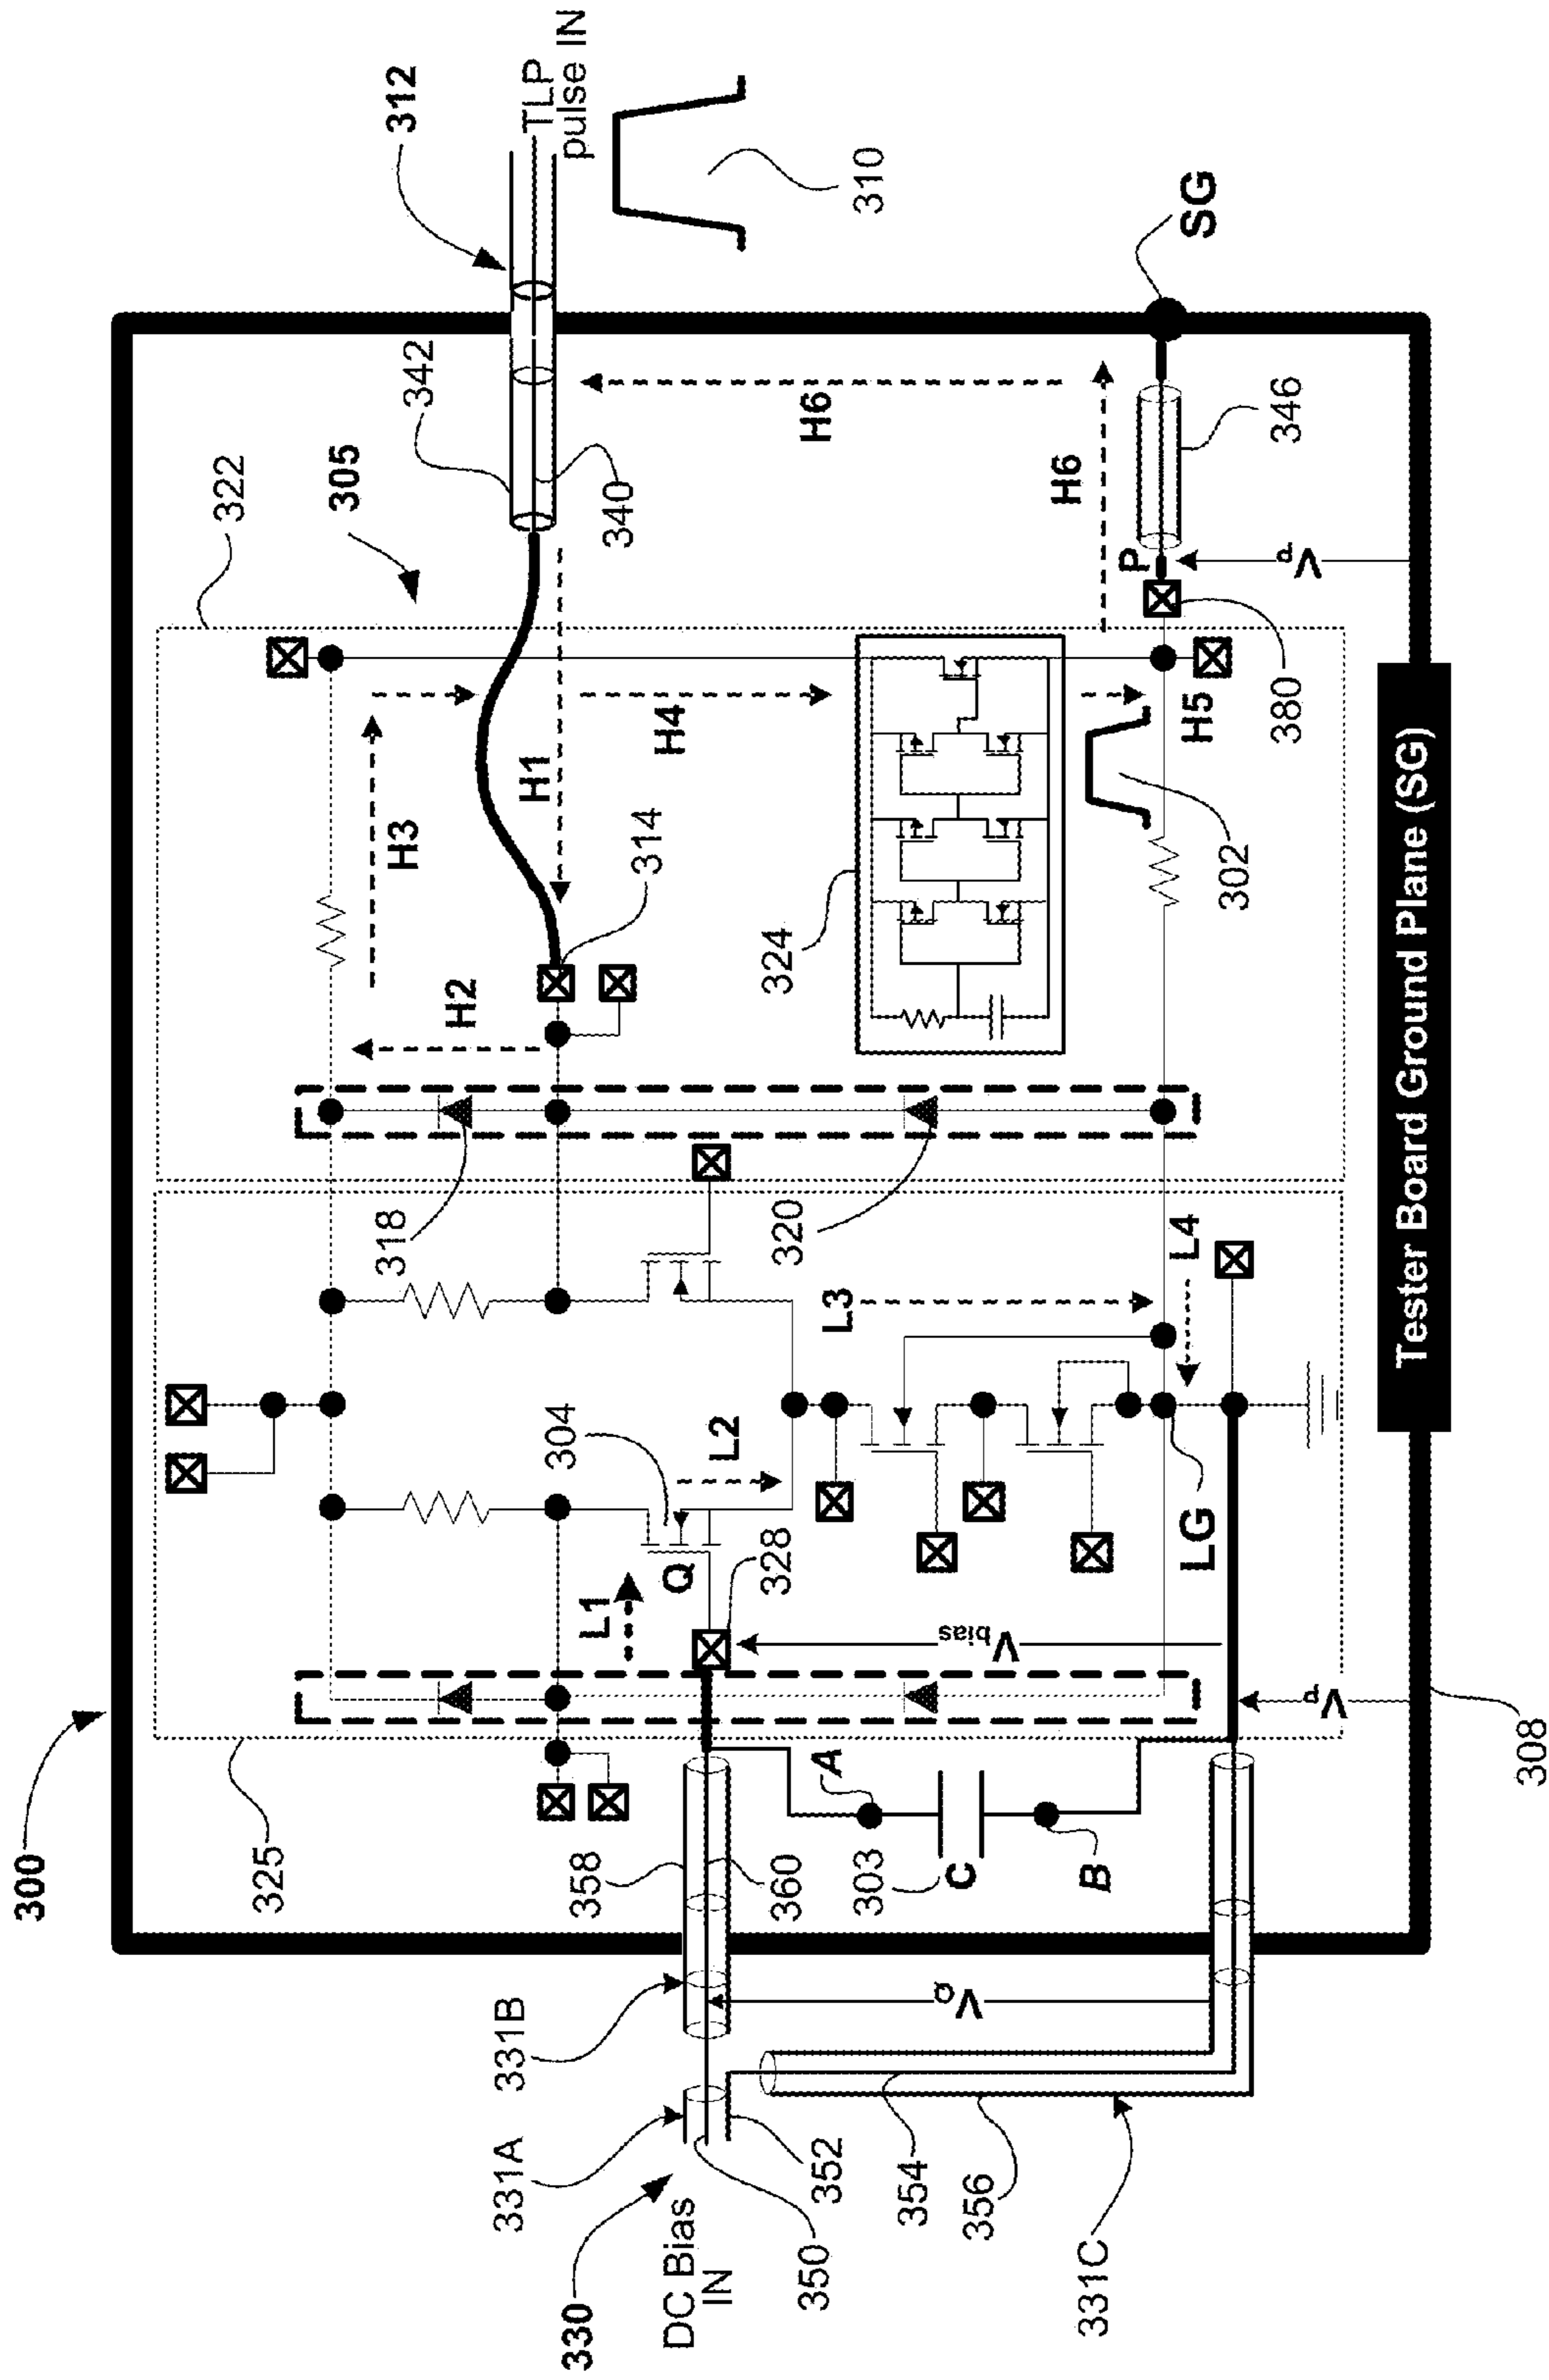 300
325
322
305
312
342
340
TLP
pulse IN
310
H1
H2
H3
H4
H5
H6
H6
314
318
320
324
302
304
L1
L2
L3
L4
Q
328
LG
P
380
346
SG
Vp
Vp
Vbias
VQ
331B
331A
358
360
A
303
C
B
330
DC Bias
IN
350
352
354
356
331C
308
Tester Board Ground Plane (SG)